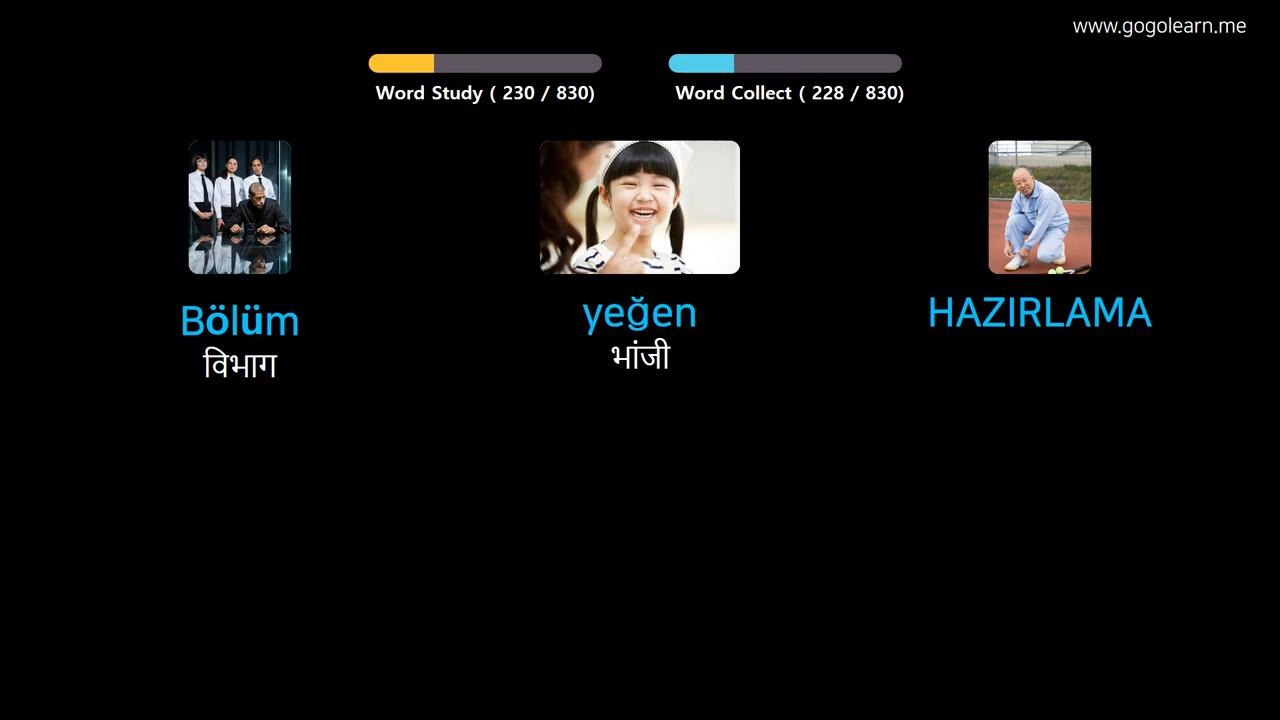 www.gogolearn.me
Word Study ( 230 / 830)
Word Collect ( 228 / 830)
Bölüm
विभाग
yeğen
भांजी
HAZIRLAMA